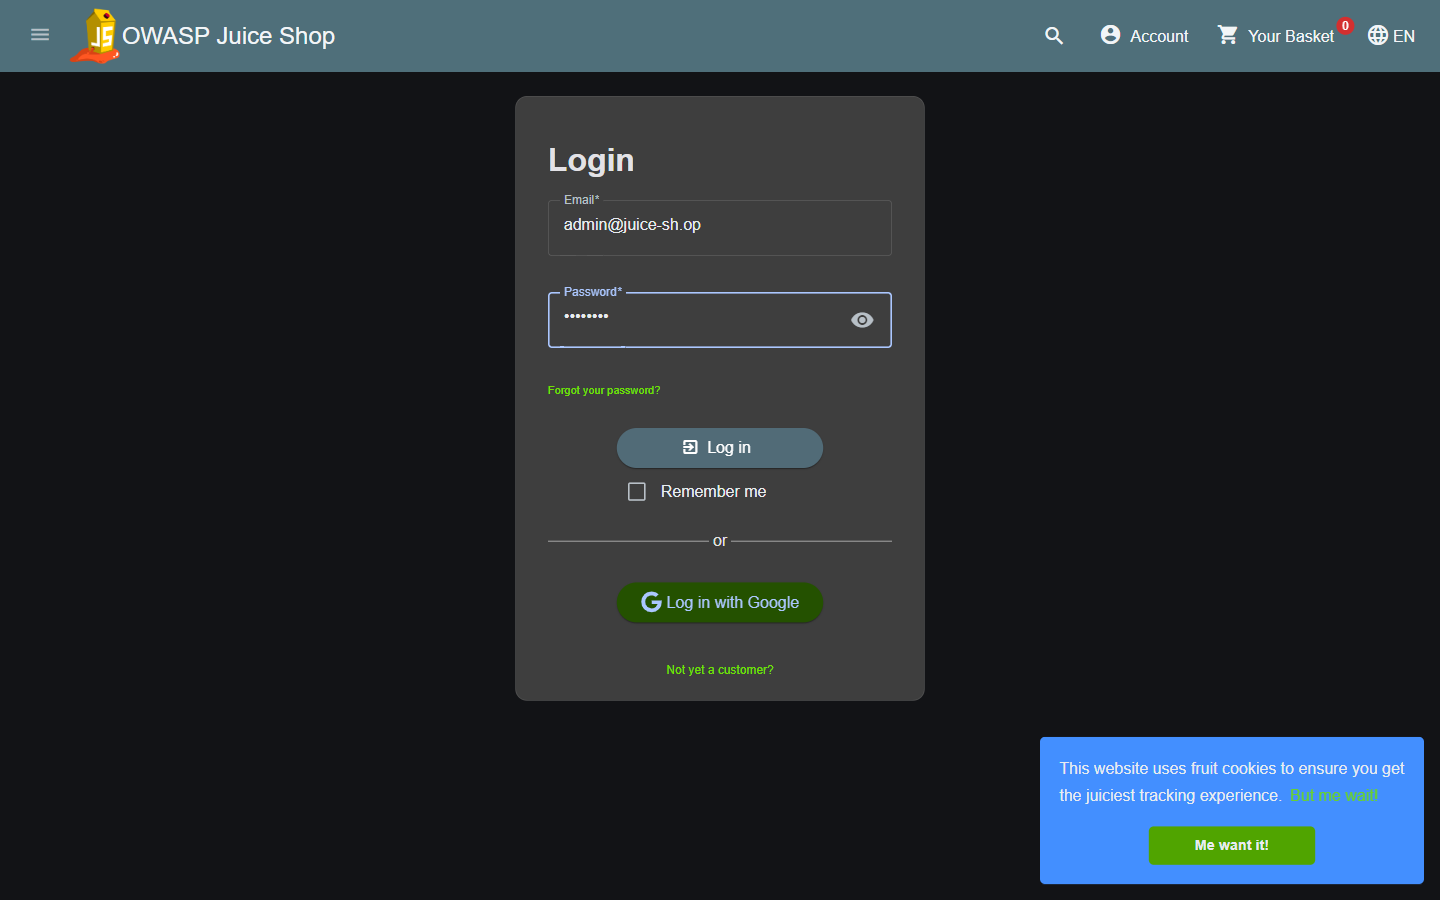 OWASP Juice Shop
Account
Your Basket
0
EN
Login
Email*
admin@juice-sh.op
Password*
••••••••
Forgot your password?
Log in
Remember me
or
G Log in with Google
Not yet a customer?
This website uses fruit cookies to ensure you get
the juiciest tracking experience. But me wait!
Me want it!